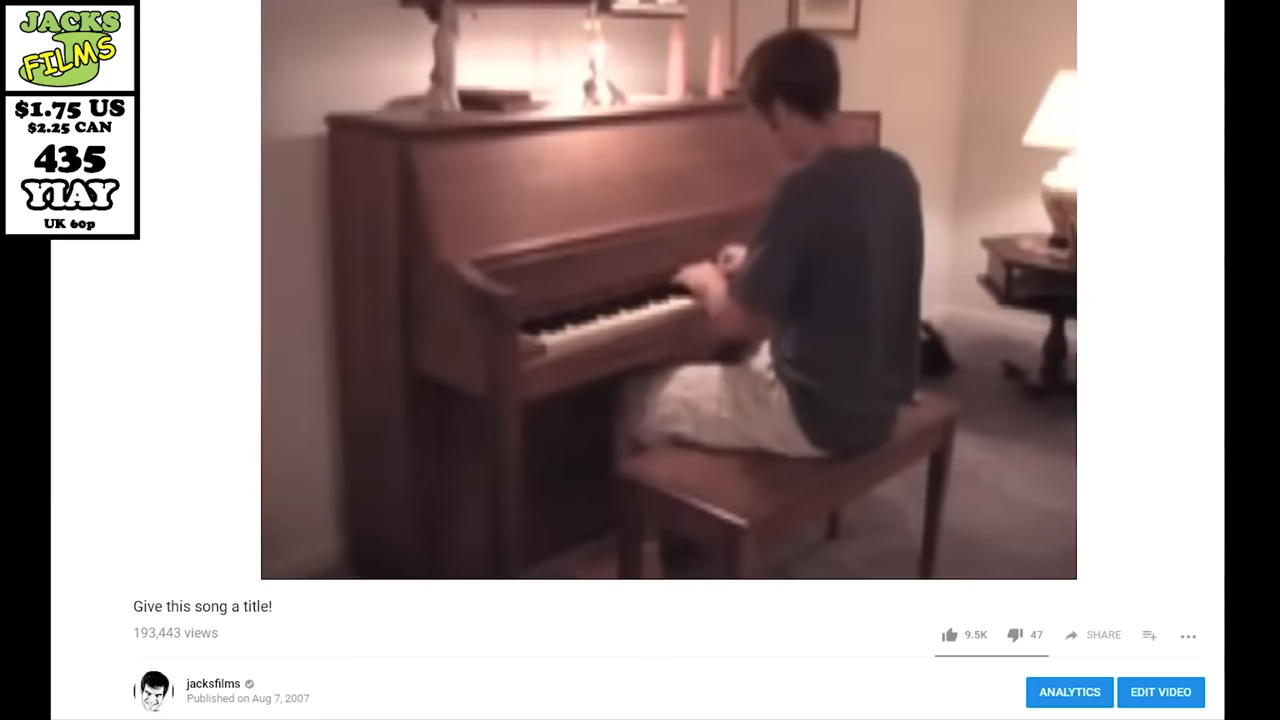 JACKS
FILMS
$1.75 US
$2.25 CAN
435
YIAY
UK 60p
Give this song a title!
193,443 views
9.5K
47
SHARE
jacksfilms
Published on Aug 7, 2007
ANALYTICS
EDIT VIDEO